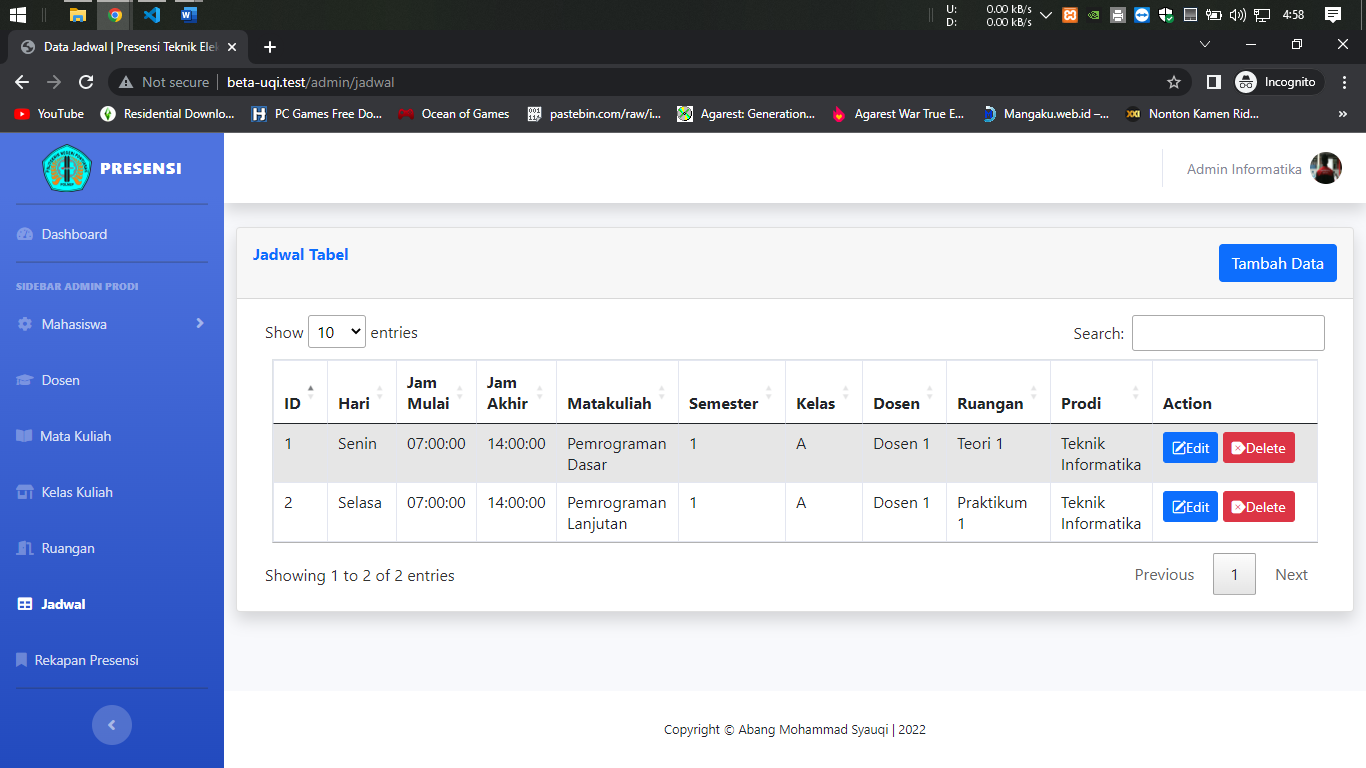 U: 0.00 kB/s
D: 0.00 kB/s
4:58
Data Jadwal | Presensi Teknik Ele
Not secure | beta-uqi.test/admin/jadwal
Incognito
YouTube Residential Downlo... PC Games Free Do... Ocean of Games pastebin.com/raw/i... Agarest: Generation... Agarest War True E... Mangaku.web.id –... Nonton Kamen Rid... »
PRESENSI
Admin Informatika
Dashboard
SIDEBAR ADMIN PRODI
Mahasiswa
Dosen
Mata Kuliah
Kelas Kuliah
Ruangan
Jadwal
Rekapan Presensi
Jadwal Tabel
Tambah Data
Show 10 entries
Search:
ID Hari Jam Mulai Jam Akhir Matakuliah Semester Kelas Dosen Ruangan Prodi Action
1 Senin 07:00:00 14:00:00 Pemrograman Dasar 1 A Dosen 1 Teori 1 Teknik Informatika Edit Delete
2 Selasa 07:00:00 14:00:00 Pemrograman Lanjutan 1 A Dosen 1 Praktikum 1 Teknik Informatika Edit Delete
Showing 1 to 2 of 2 entries
Previous 1 Next
Copyright © Abang Mohammad Syauqi | 2022